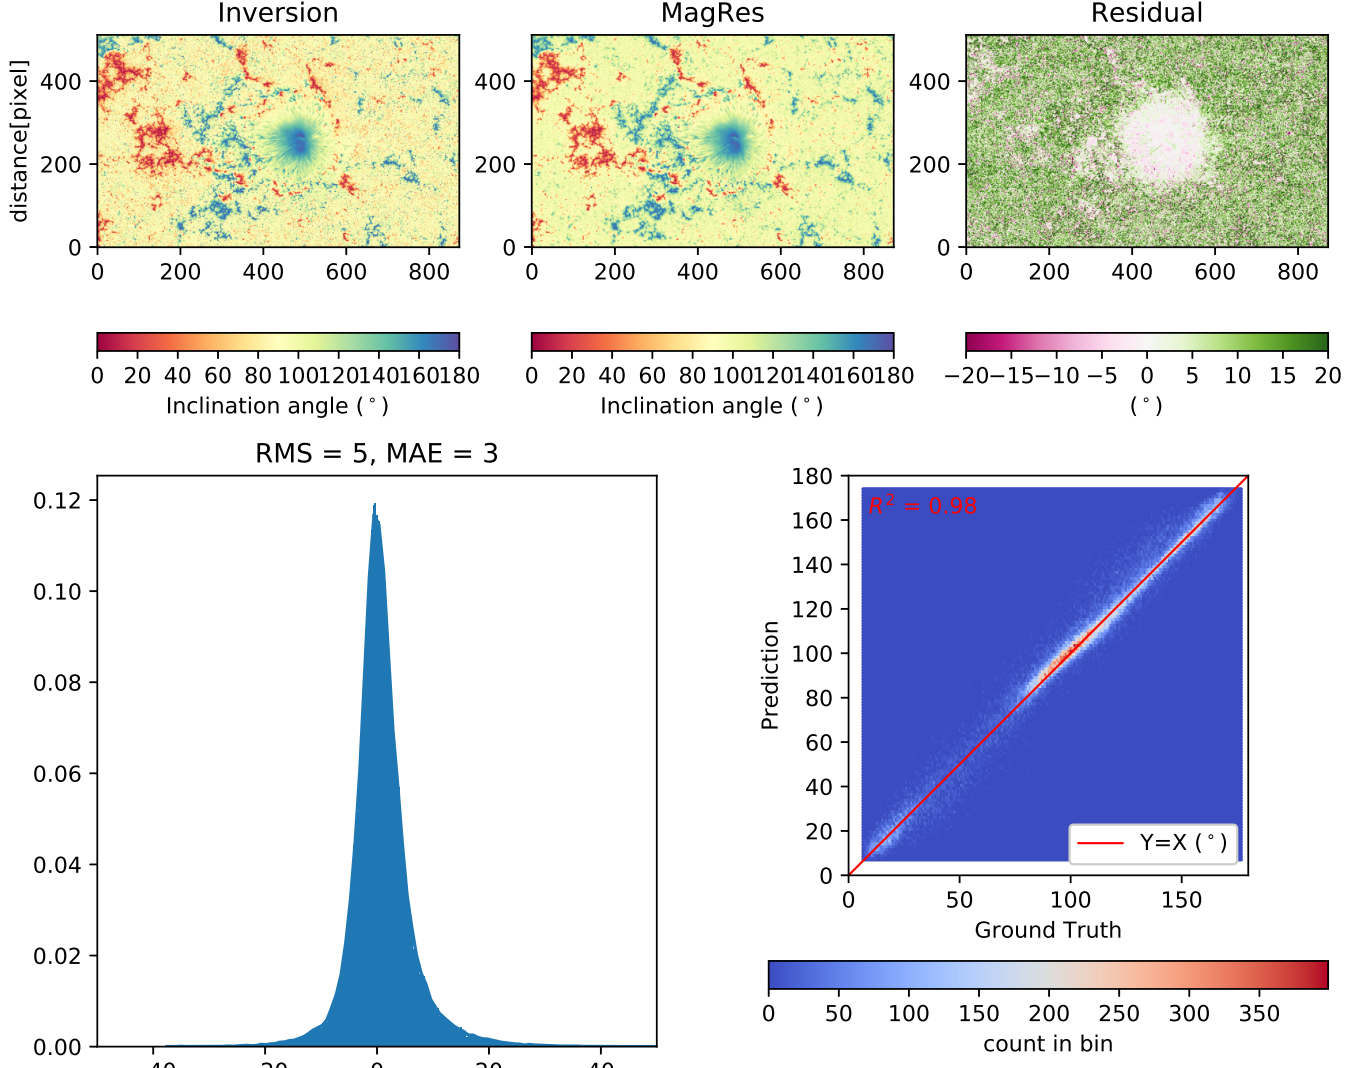 Inversion
MagRes
Residual
distance[pixel]
400
200
0
0 200 400 600 800
400
200
0
0 200 400 600 800
400
200
0
0 200 400 600 800
0 20 40 60 80 100 120 140 160 180
Inclination angle (°)
0 20 40 60 80 100 120 140 160 180
Inclination angle (°)
−20 −15 −10 −5 0 5 10 15 20
(°)
RMS = 5, MAE = 3
0.12
0.10
0.08
0.06
0.04
0.02
0.00
180
160
140
120
100
80
60
40
20
0
Prediction
R² = 0.98
Y=X (°)
0 50 100 150
Ground Truth
0 50 100 150 200 250 300 350
count in bin